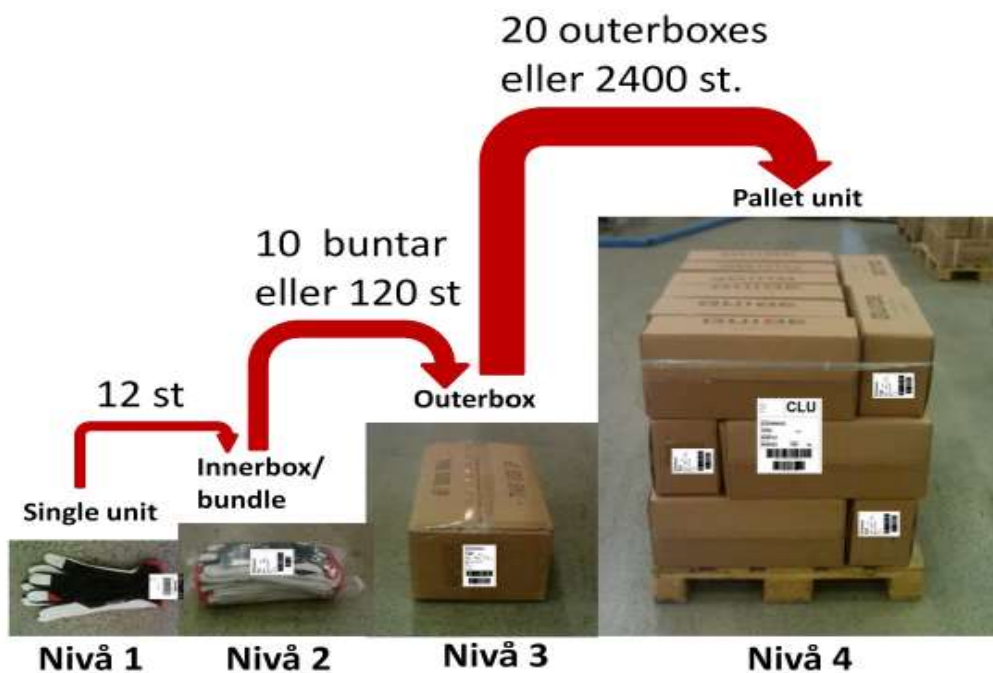 20 outerboxes
eller 2400 st.
Pallet unit
10 buntar
eller 120 st
Outerbox
12 st
Innerbox/
bundle
Single unit
CLU
Nivå 1
Nivå 2
Nivå 3
Nivå 4